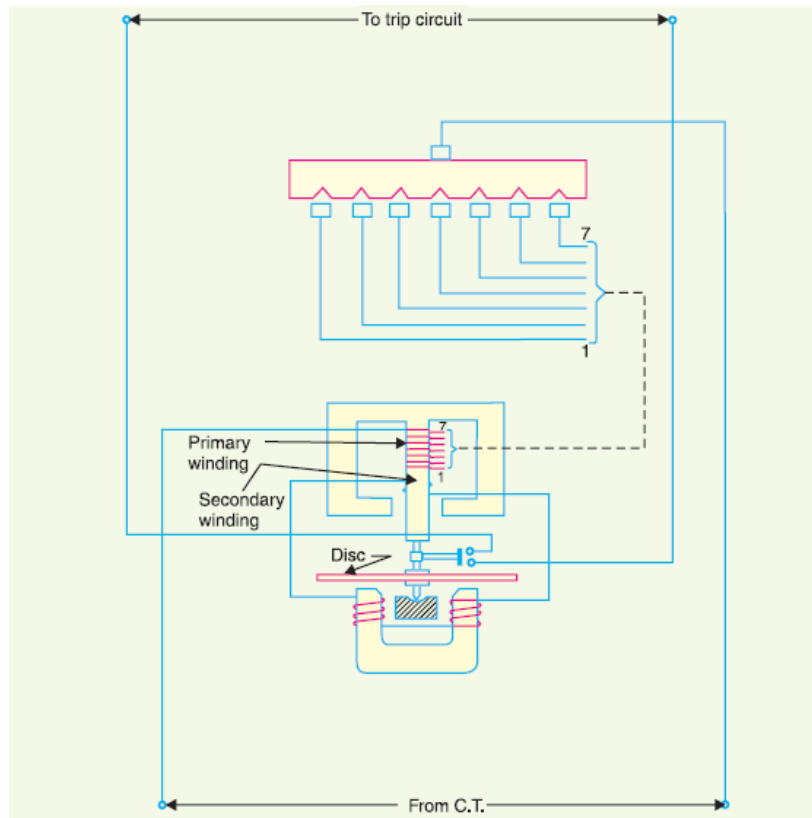 To trip circuit
7
1
7
Primary
winding
1
Secondary
winding
Disc
From C.T.